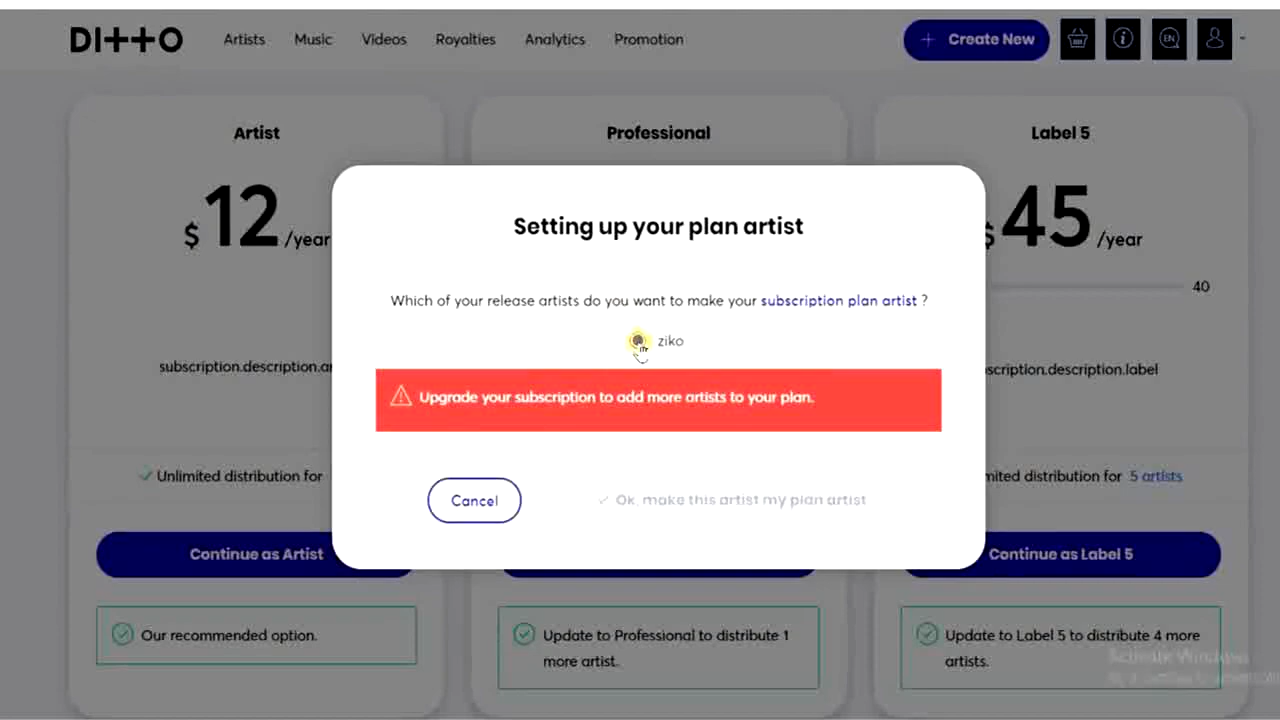 DITTO
Artists Music Videos Royalties Analytics Promotion
+ Create New
EN
Artist
Professional
Label 5
$ 12 /year
$ 45 /year
40
Setting up your plan artist
Which of your release artists do you want to make your subscription plan artist ?
ziko
Upgrade your subscription to add more artists to your plan.
Cancel
Ok, make this artist my plan artist
subscription.description.ar
scription.description.label
Unlimited distribution for
mited distribution for 5 artists
Continue as Artist
Continue as Label 5
Our recommended option.
Update to Professional to distribute 1
more artist.
Update to Label 5 to distribute 4 more
artists.
Activate Windows